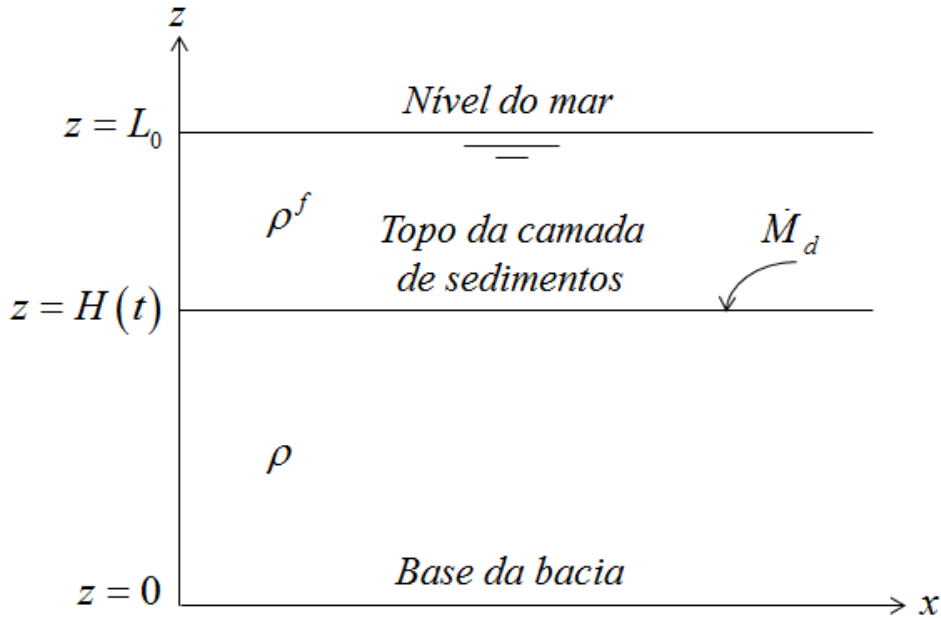 z
Nível do mar
z = L₀
ρᶠ
Topo da camada
de sedimentos
Ṁ_d
z = H(t)
ρ
Base da bacia
z = 0
x